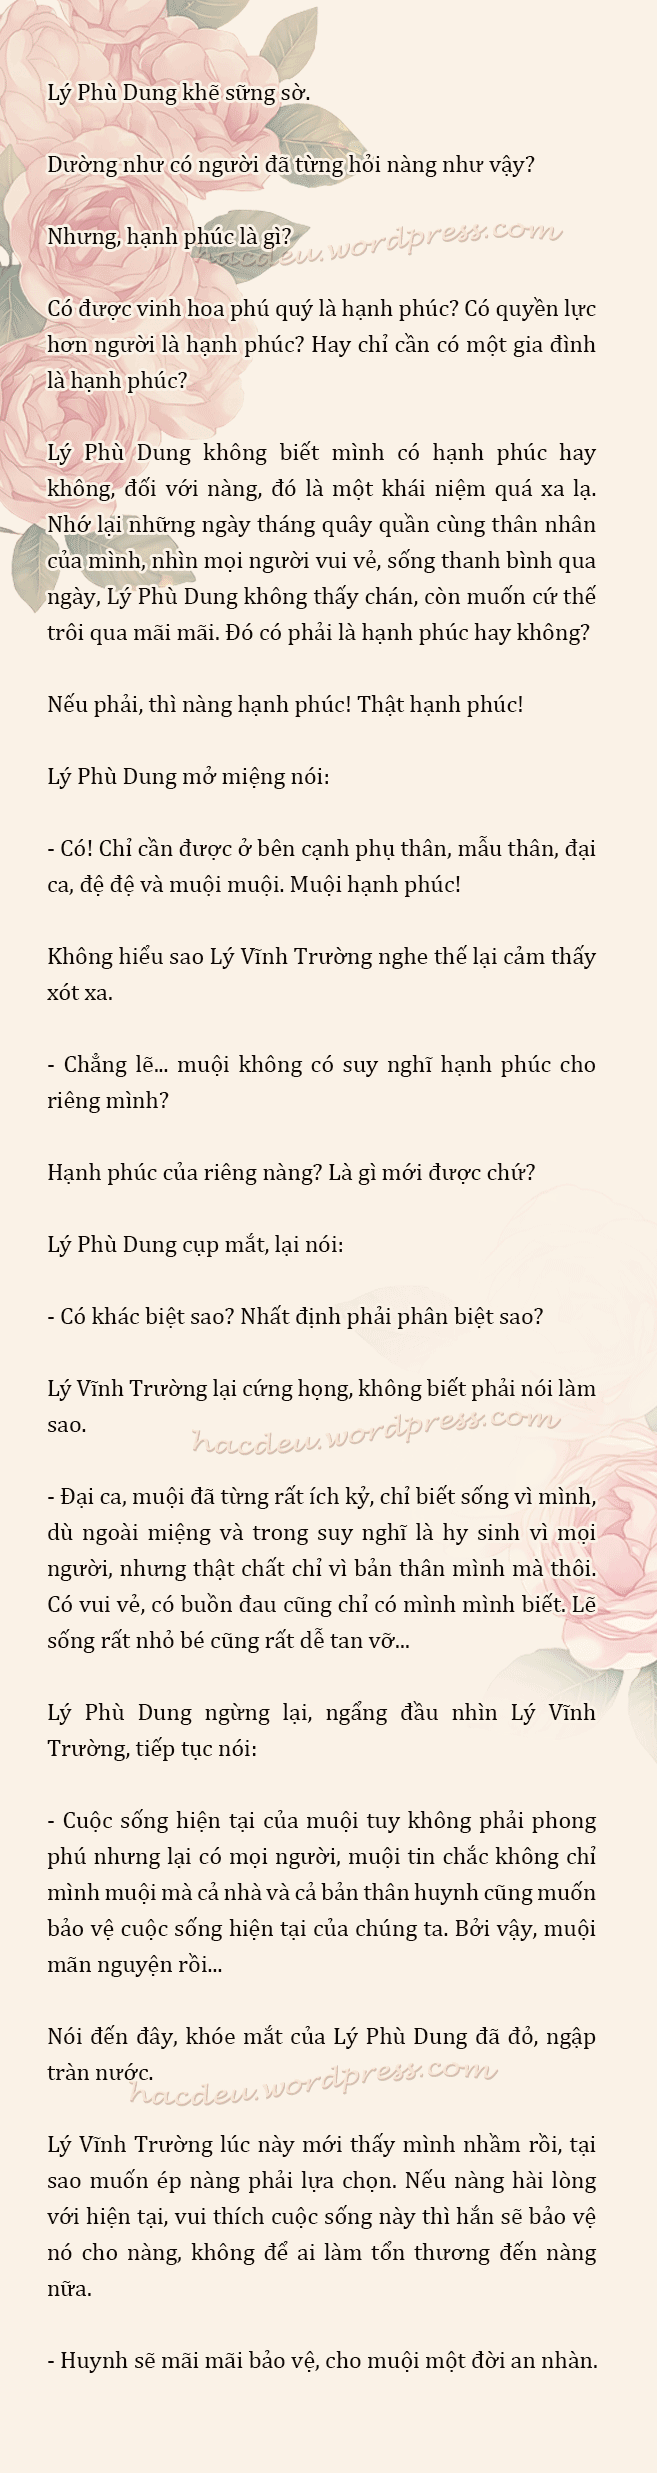 Lý Phù Dung khẽ sững sờ.
Dường như có người đã từng hỏi nàng như vậy?
Nhưng, hạnh phúc là gì?
hacdeu.wordpress.com
Có được vinh hoa phú quý là hạnh phúc? Có quyền lực
hơn người là hạnh phúc? Hay chỉ cần có một gia đình
là hạnh phúc?
Lý Phù Dung không biết mình có hạnh phúc hay
không, đối với nàng, đó là một khái niệm quá xa lạ.
Nhớ lại những ngày tháng quây quần cùng thân nhân
của mình, nhìn mọi người vui vẻ, sống thanh bình qua
ngày, Lý Phù Dung không thấy chán, còn muốn cứ thế
trôi qua mãi mãi. Đó có phải là hạnh phúc hay không?
Nếu phải, thì nàng hạnh phúc! Thật hạnh phúc!
Lý Phù Dung mở miệng nói:
- Có! Chỉ cần được ở bên cạnh phụ thân, mẫu thân, đại
ca, đệ đệ và muội muội. Muội hạnh phúc!
Không hiểu sao Lý Vĩnh Trường nghe thế lại cảm thấy
xót xa.
- Chẳng lẽ... muội không có suy nghĩ hạnh phúc cho
riêng mình?
Hạnh phúc của riêng nàng? Là gì mới được chứ?
Lý Phù Dung cụp mắt, lại nói:
- Có khác biệt sao? Nhất định phải phân biệt sao?
Lý Vĩnh Trường lại cứng họng, không biết phải nói làm
sao.
hacdeu.wordpress.com
- Đại ca, muội đã từng rất ích kỷ, chỉ biết sống vì mình,
dù ngoài miệng và trong suy nghĩ là hy sinh vì mọi
người, nhưng thật chất chỉ vì bản thân mình mà thôi.
Có vui vẻ, có buồn đau cũng chỉ có mình mình biết. Lẽ
sống rất nhỏ bé cũng rất dễ tan vỡ...
Lý Phù Dung ngừng lại, ngẩng đầu nhìn Lý Vĩnh
Trường, tiếp tục nói:
- Cuộc sống hiện tại của muội tuy không phải phong
phú nhưng lại có mọi người, muội tin chắc không chỉ
mình muội mà cả nhà và cả bản thân huynh cũng muốn
bảo vệ cuộc sống hiện tại của chúng ta. Bởi vậy, muội
mãn nguyện rồi...
Nói đến đây, khóe mắt của Lý Phù Dung đã đỏ, ngập
tràn nước.
hacdeu.wordpress.com
Lý Vĩnh Trường lúc này mới thấy mình nhầm rồi, tại
sao muốn ép nàng phải lựa chọn. Nếu nàng hài lòng
với hiện tại, vui thích cuộc sống này thì hắn sẽ bảo vệ
nó cho nàng, không để ai làm tổn thương đến nàng
nữa.
- Huynh sẽ mãi mãi bảo vệ, cho muội một đời an nhàn.